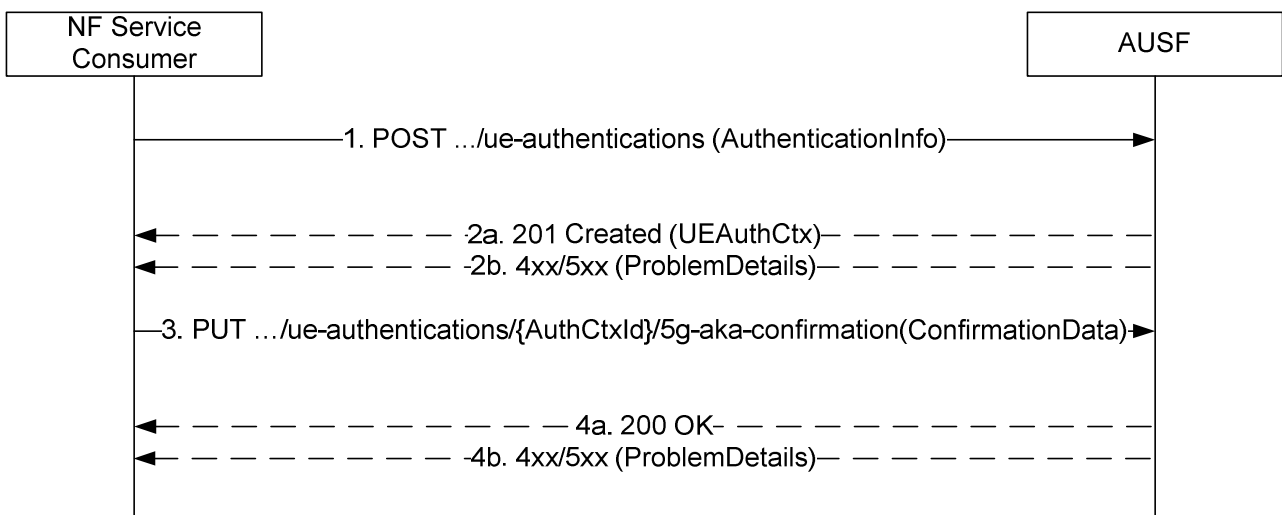 NF Service
Consumer
AUSF
1. POST .../ue-authentications (AuthenticationInfo)
2a. 201 Created (UEAuthCtx)
2b. 4xx/5xx (ProblemDetails)
3. PUT .../ue-authentications/{AuthCtxId}/5g-aka-confirmation(ConfirmationData)
4a. 200 OK
4b. 4xx/5xx (ProblemDetails)